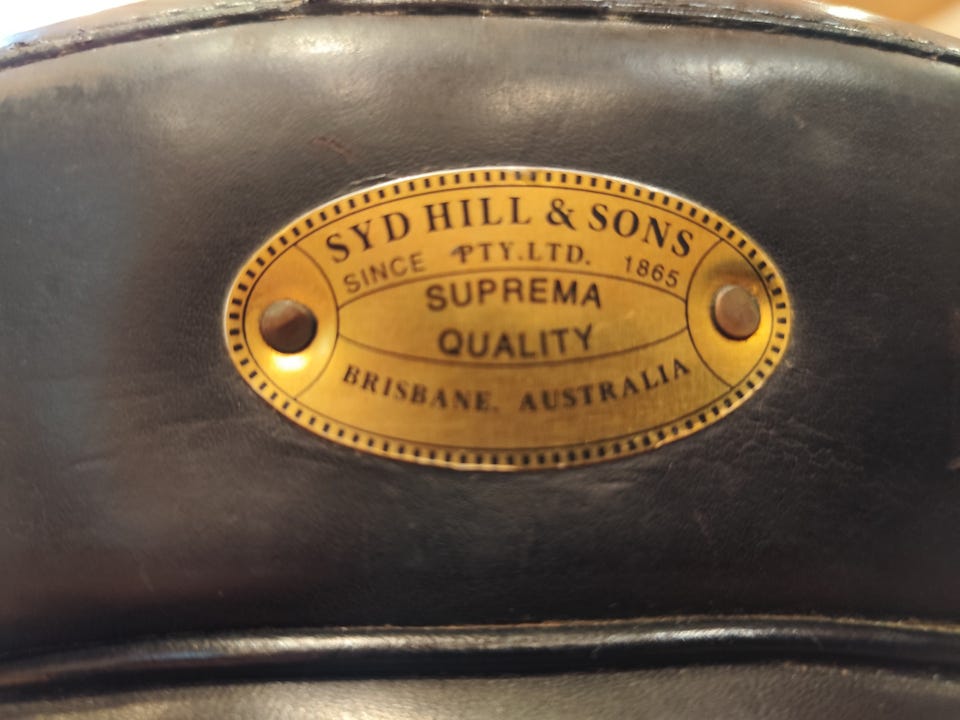 SYD HILL & SONS
PTY.LTD.
SINCE 1865
SUPREMA
QUALITY
BRISBANE, AUSTRALIA